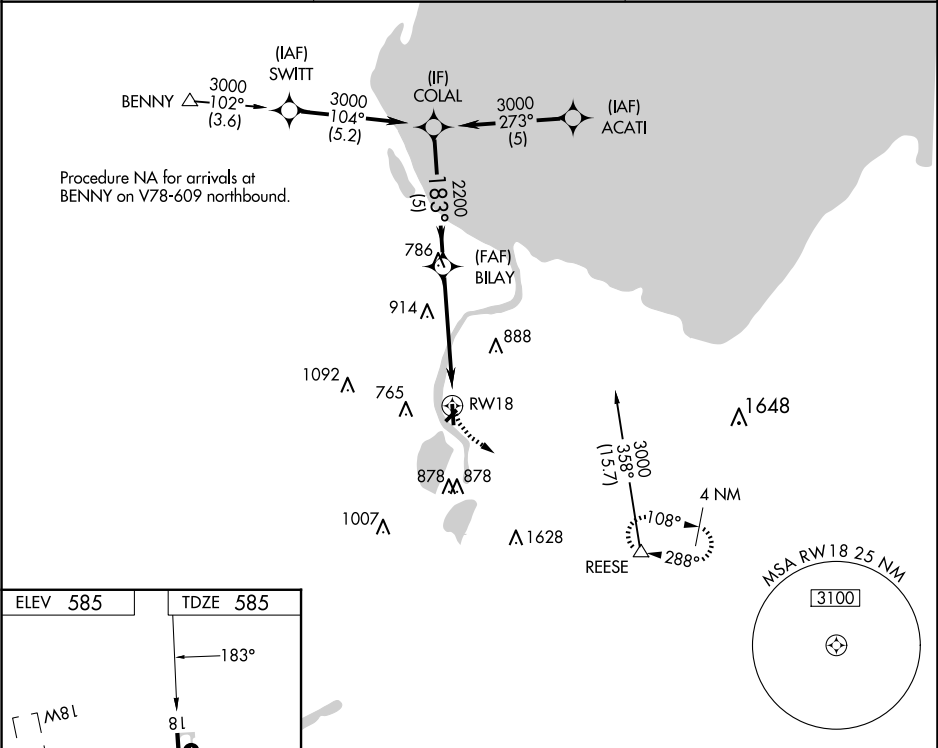 (IAF)
SWITT
(IF)
COLAL
BENNY
3000
102°
(3.6)
3000
104°
(5.2)
3000
273°
(5)
(IAF)
ACATI
Procedure NA for arrivals at
BENNY on V78-609 northbound.
2200
183°
(5)
786
(FAF)
BILAY
914
888
1092
765
RW18
1648
3000
358°
(15.7)
878
878
4 NM
108°
288°
1007
1628
REESE
MSA RW18 25 NM
3100
ELEV 585
TDZE 585
183°
18W
18